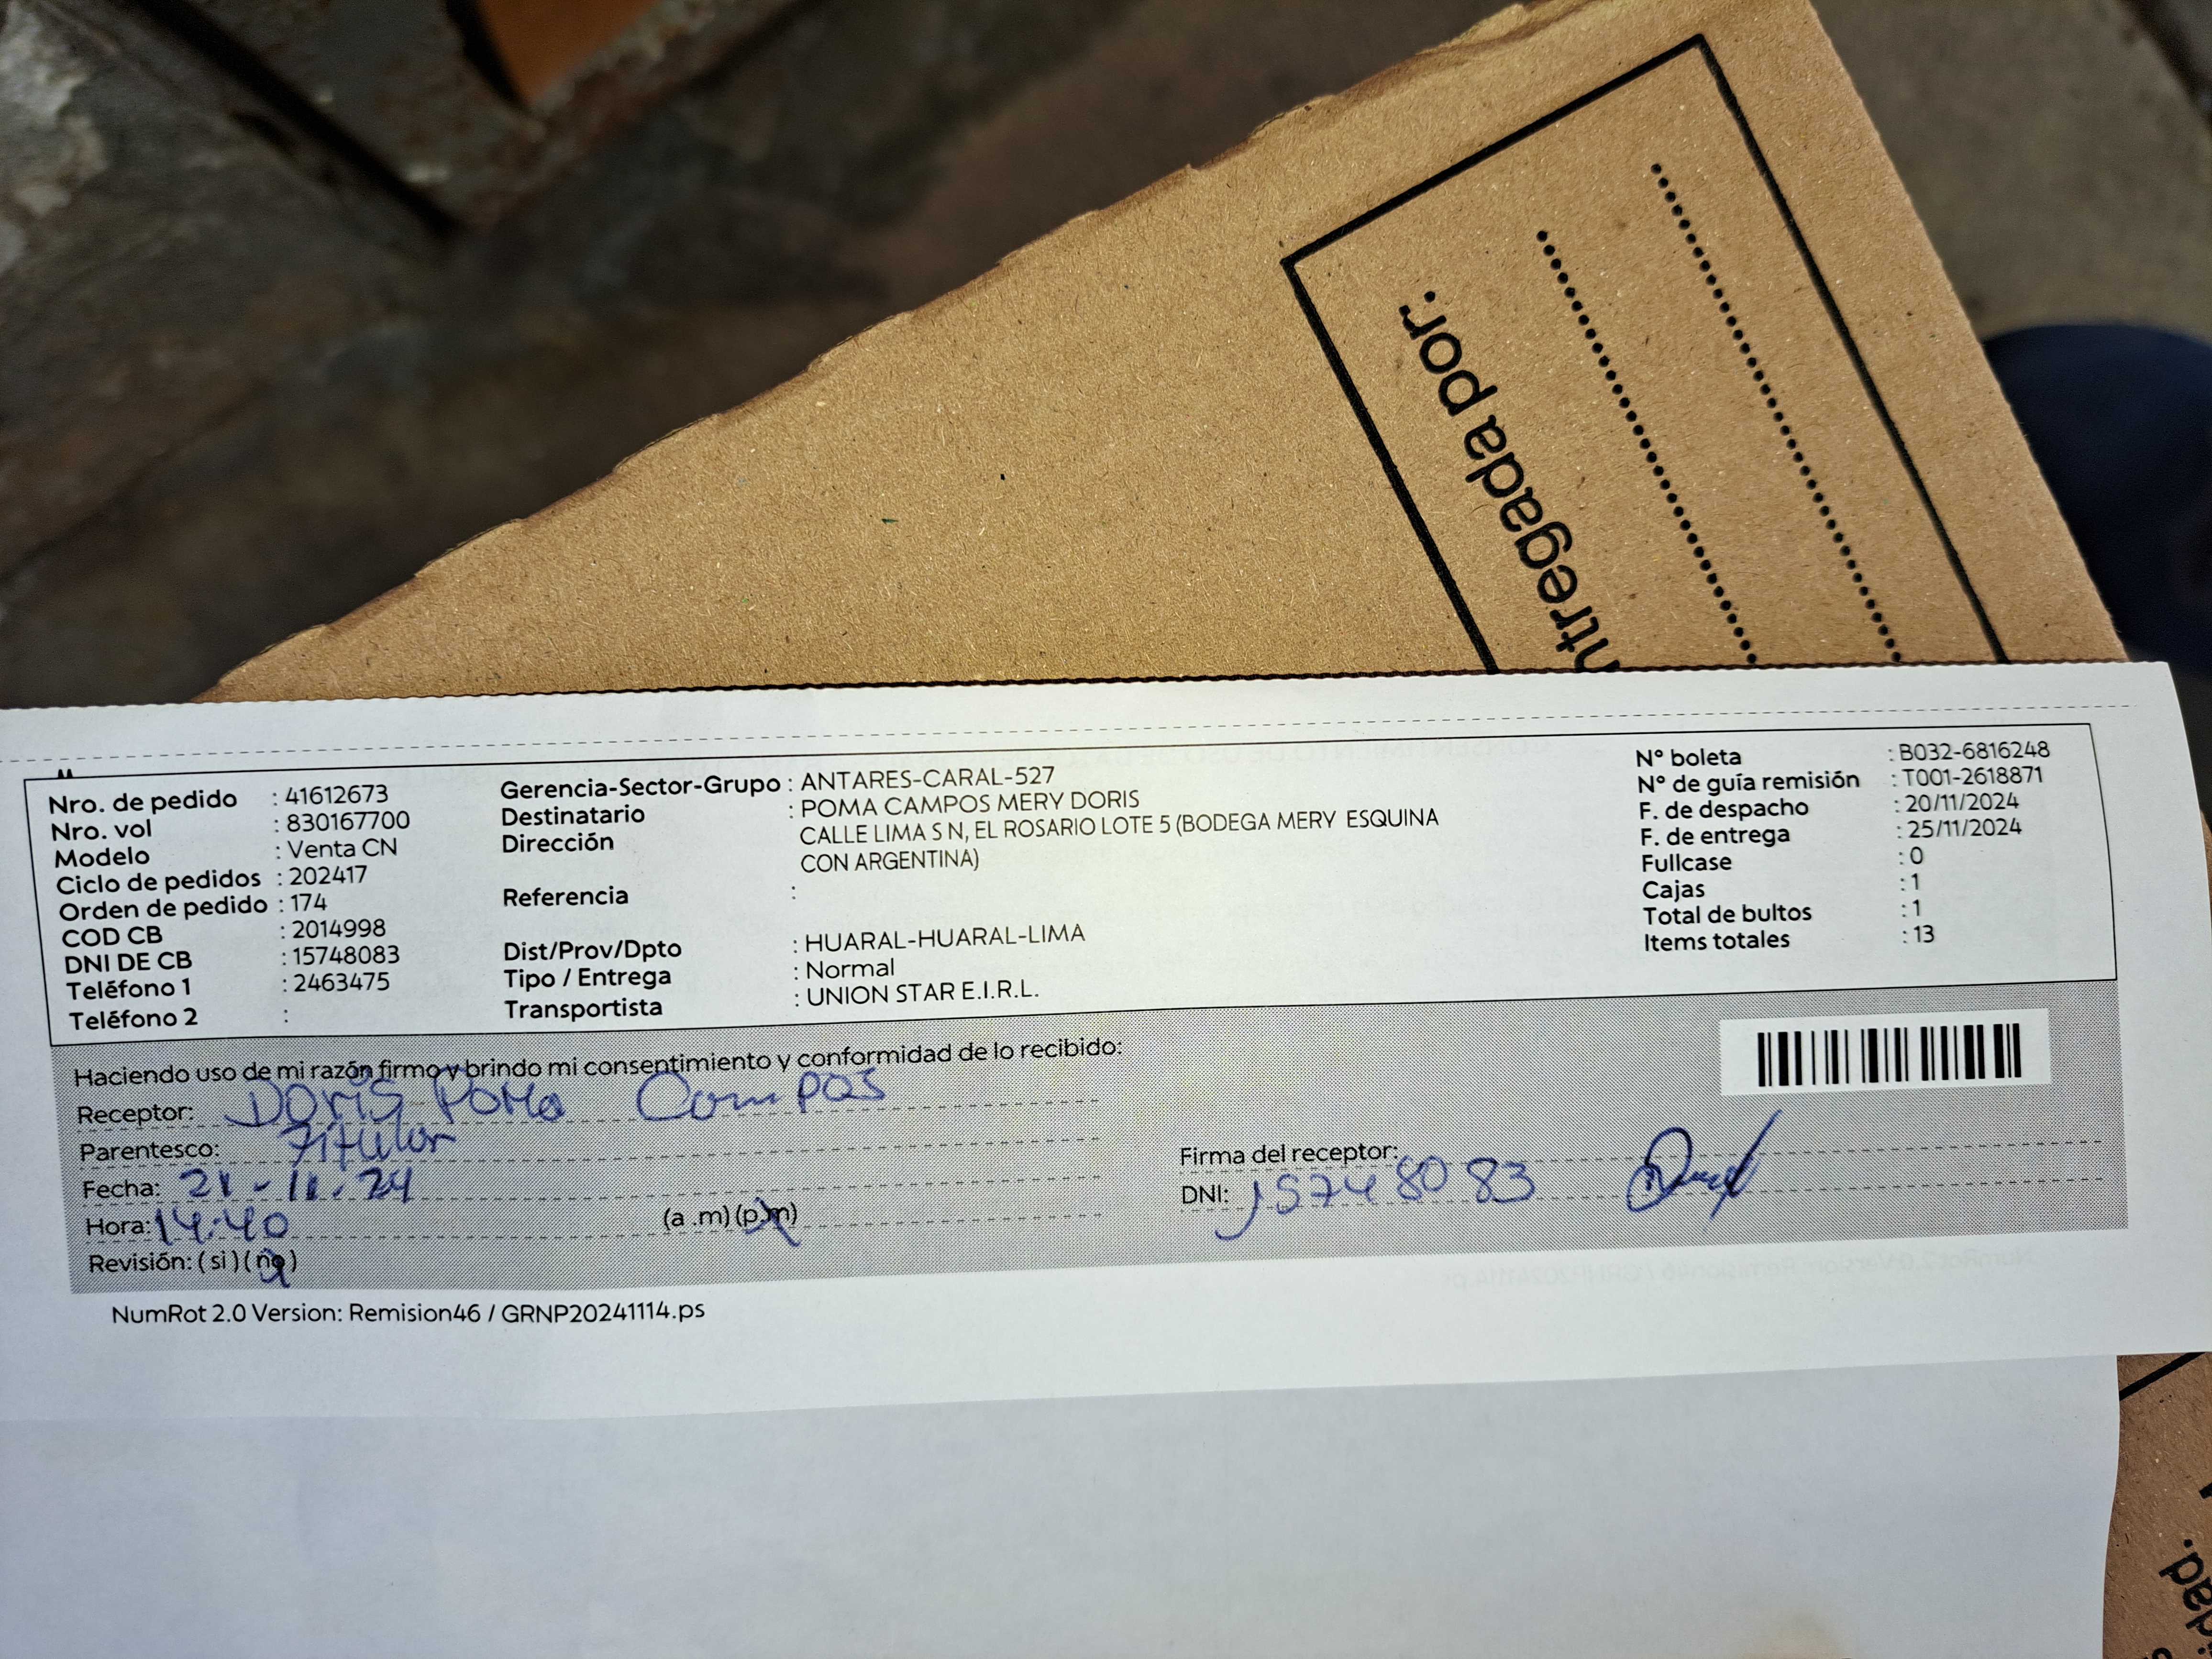 Entregada por:
Nro. de pedido : 41612673
Nro. vol : 830167700
Modelo : Venta CN
Ciclo de pedidos : 202417
Orden de pedido : 174
COD CB : 2014998
DNI DE CB : 15748083
Teléfono 1 : 2463475
Teléfono 2 :
Gerencia-Sector-Grupo : ANTARES-CARAL-527
Destinatario : POMA CAMPOS MERY DORIS
Dirección CALLE LIMA S N, EL ROSARIO LOTE 5 (BODEGA MERY ESQUINA
CON ARGENTINA)
Referencia :
Dist/Prov/Dpto : HUARAL-HUARAL-LIMA
Tipo / Entrega : Normal
Transportista : UNION STAR E.I.R.L.
N° boleta : B032-6816248
N° de guía remisión : T001-2618871
F. de despacho : 20/11/2024
F. de entrega : 25/11/2024
Fullcase : 0
Cajas : 1
Total de bultos : 1
Items totales : 13
Haciendo uso de mi razón firmo y brindo mi consentimiento y conformidad de lo recibido:
Receptor: Doris Poma Campos
Parentesco: Titular
Fecha: 21-11-24
Hora: 14:40 (a .m) (p.m)
Revisión: ( si ) ( no )
Firma del receptor:
DNI: 15748083
NumRot 2.0 Version: Remision46 / GRNP20241114.ps